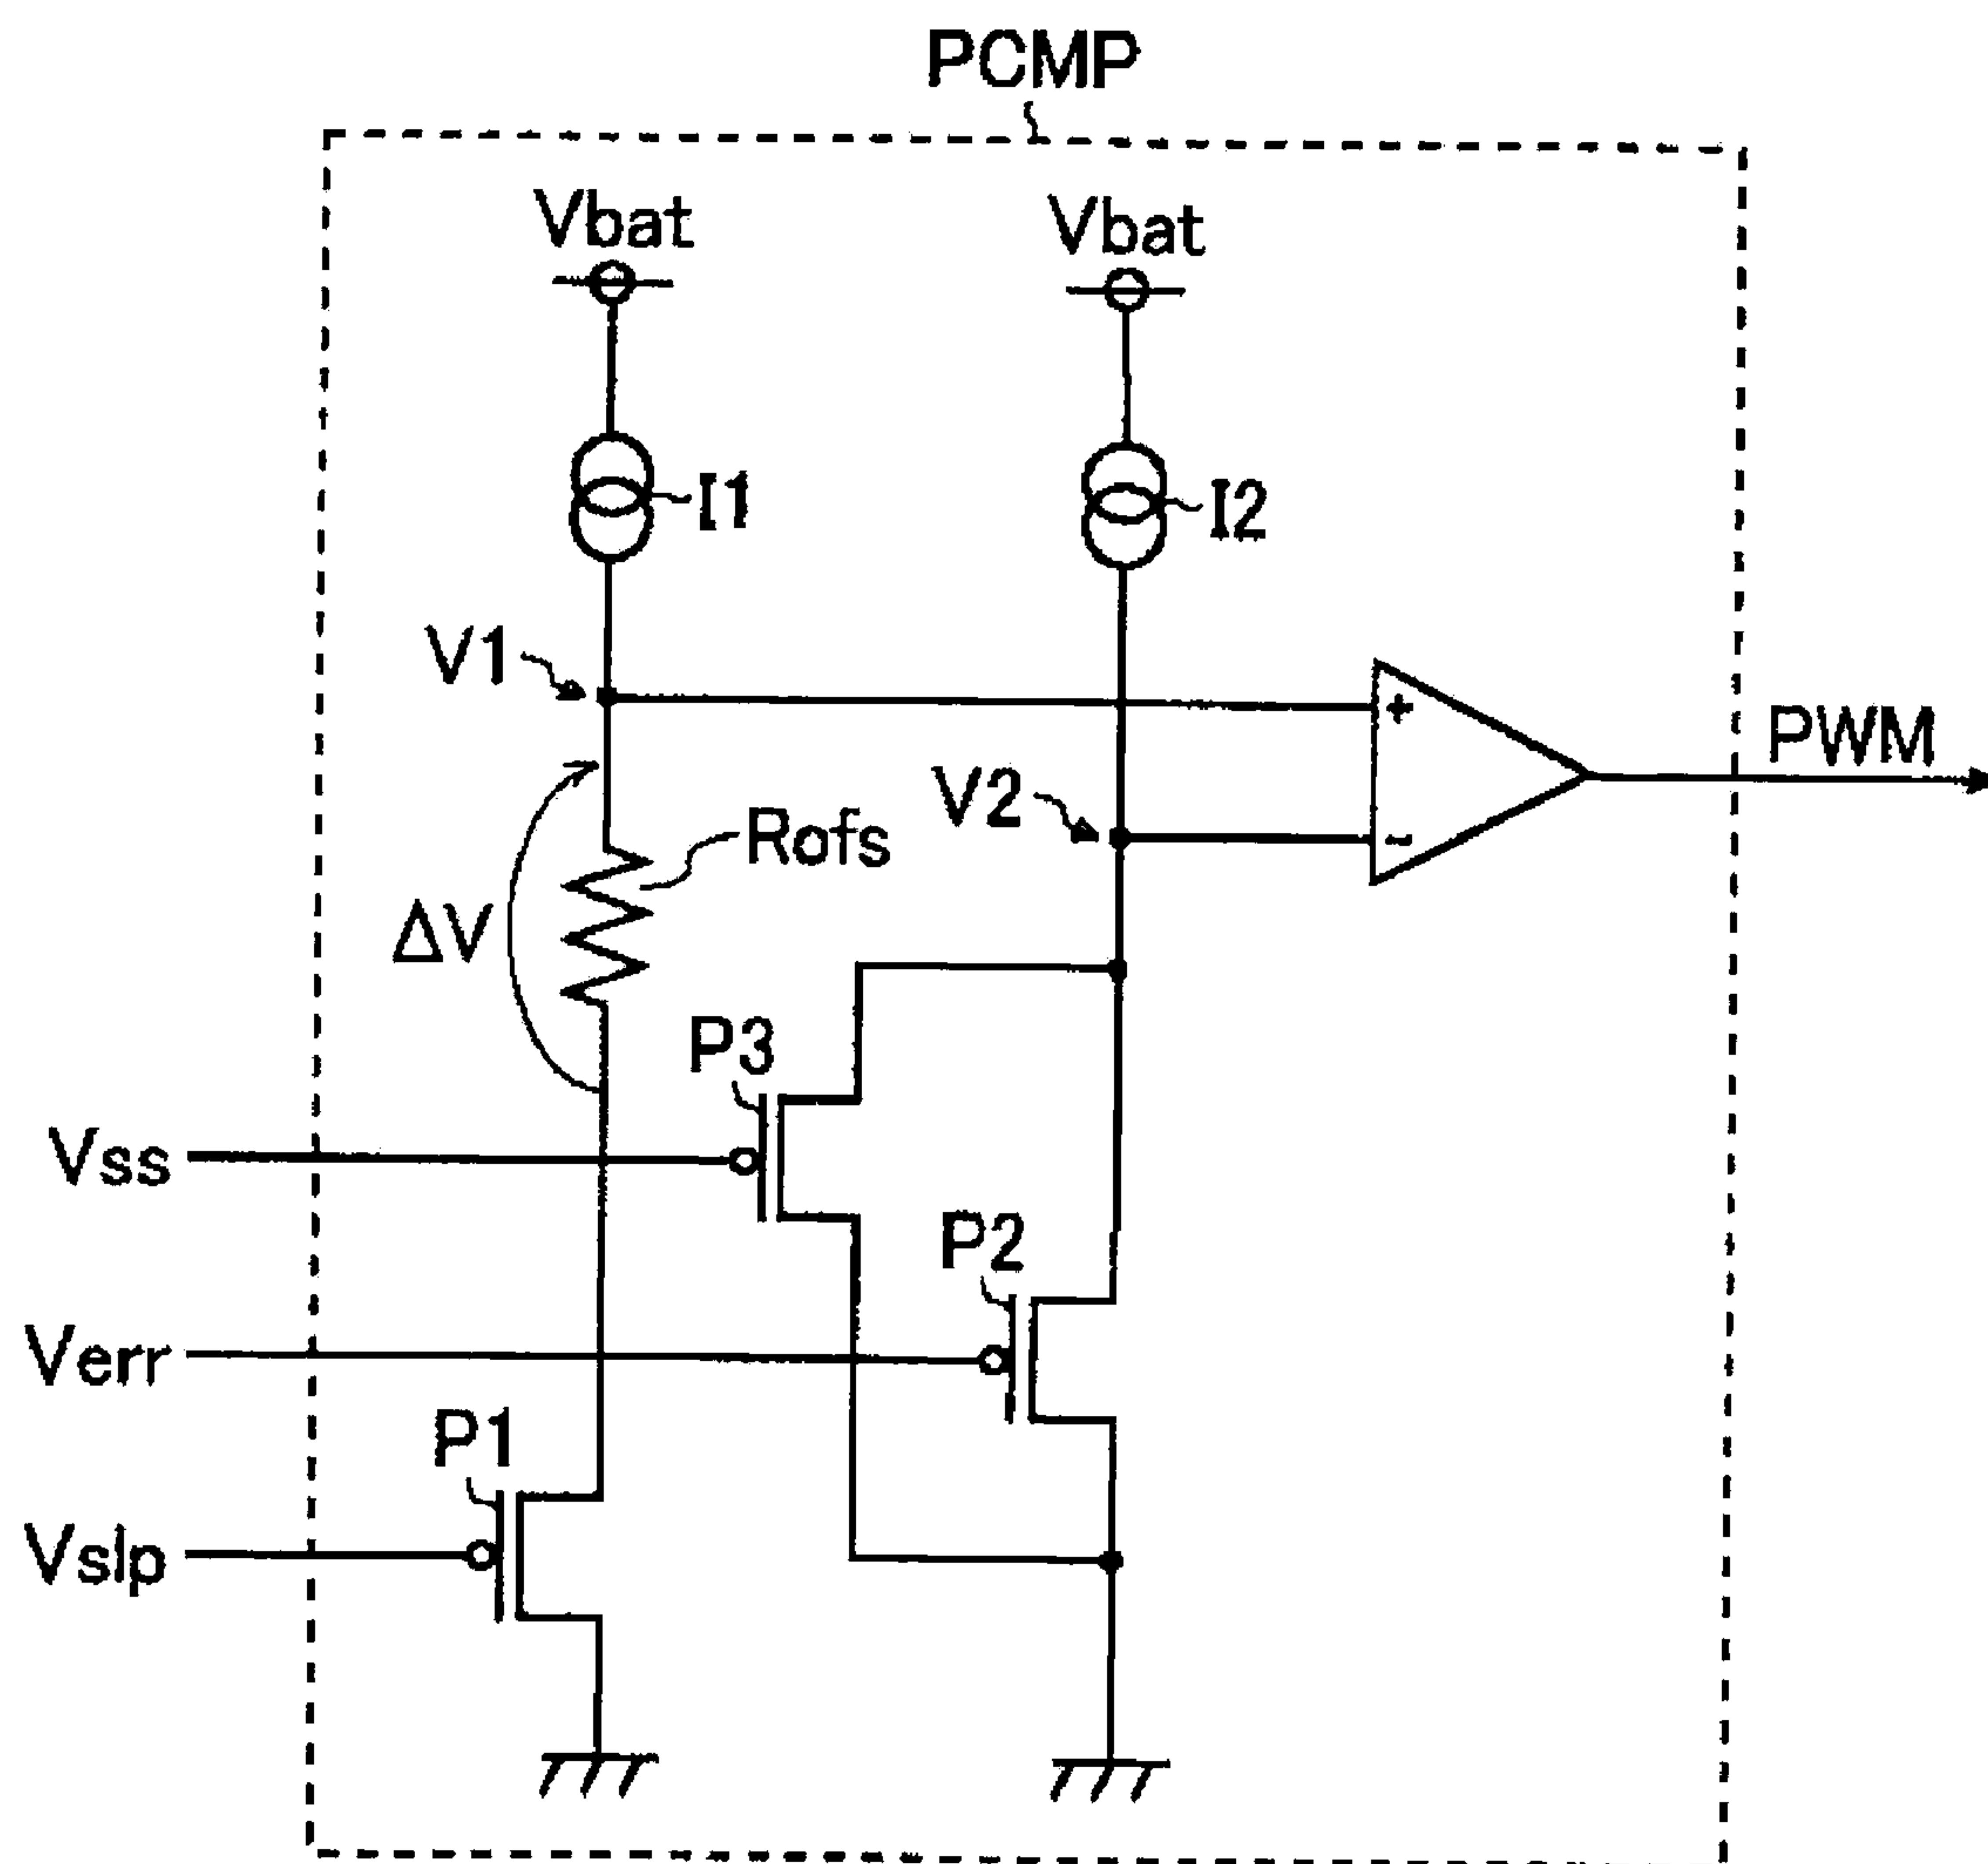 PCMP
Vbat
Vbat
I1
I2
V1
+
PWM
V2
-
Rofs
ΔV
P3
Vss
P2
Verr
P1
Vslp